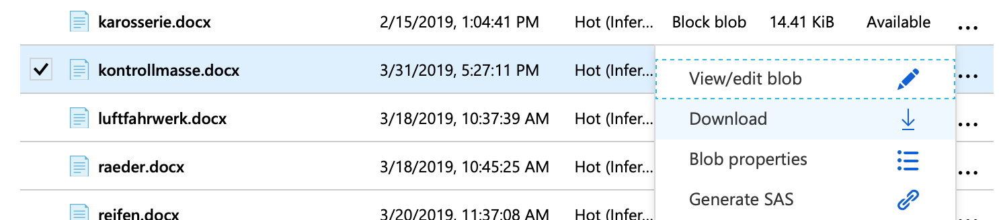 karosserie.docx 2/15/2019, 1:04:41 PM Hot (Infer... Block blob 14.41 KiB Available ...
kontrollmasse.docx 3/31/2019, 5:27:11 PM Hot (Infer... ...
View/edit blob
luftfahrwerk.docx 3/18/2019, 10:37:39 AM Hot (Infer... ...
Download
raeder.docx 3/18/2019, 10:45:25 AM Hot (Infer... ...
Blob properties
Generate SAS
reifen.docx 3/20/2019, 11:37:08 AM Hot (Infer... ...